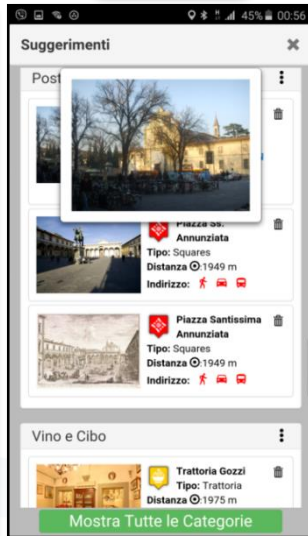 45% 00:56
Suggerimenti
Post
Piazza Ss.
Annunziata
Tipo: Squares
Distanza :1949 m
Indirizzo:
Piazza Santissima
Annunziata
Tipo: Squares
Distanza :1949 m
Indirizzo:
Vino e Cibo
Trattoria Gozzi
Tipo: Trattoria
Distanza :1975 m
Mostra Tutte le Categorie